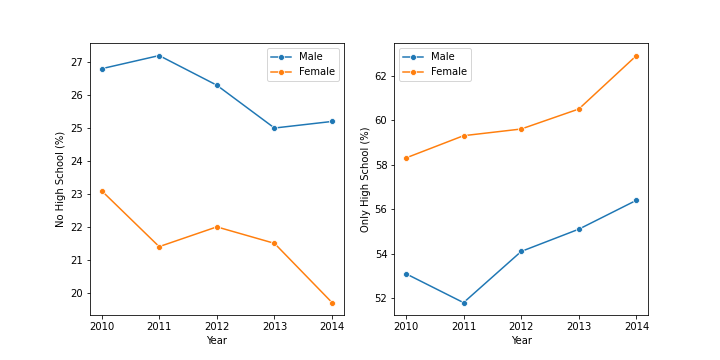 No High School (%)
27
26
25
24
23
22
21
20
Male
Female
2010 2011 2012 2013 2014
Year
Only High School (%)
62
60
58
56
54
52
Male
Female
2010 2011 2012 2013 2014
Year